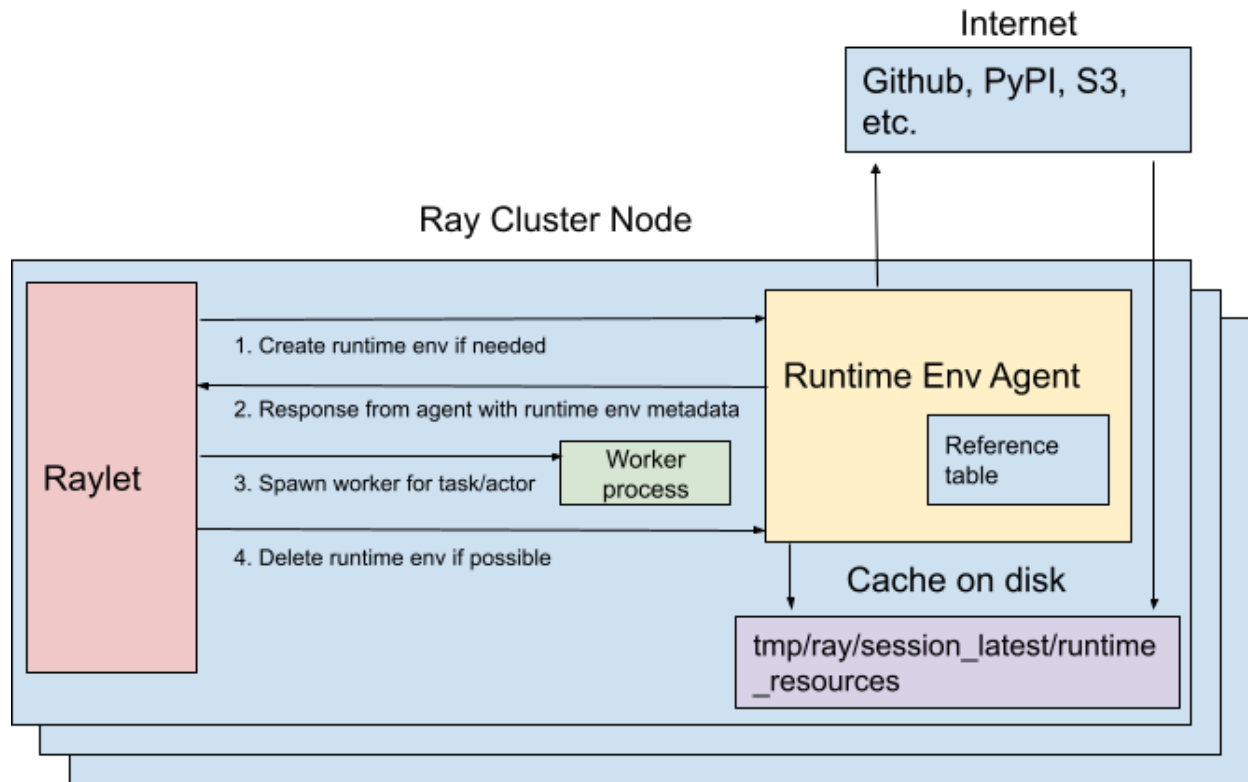 Internet
Github, PyPI, S3,
etc.
Ray Cluster Node
Raylet
1. Create runtime env if needed
2. Response from agent with runtime env metadata
3. Spawn worker for task/actor
4. Delete runtime env if possible
Worker
process
Runtime Env Agent
Reference
table
Cache on disk
tmp/ray/session_latest/runtime
_resources